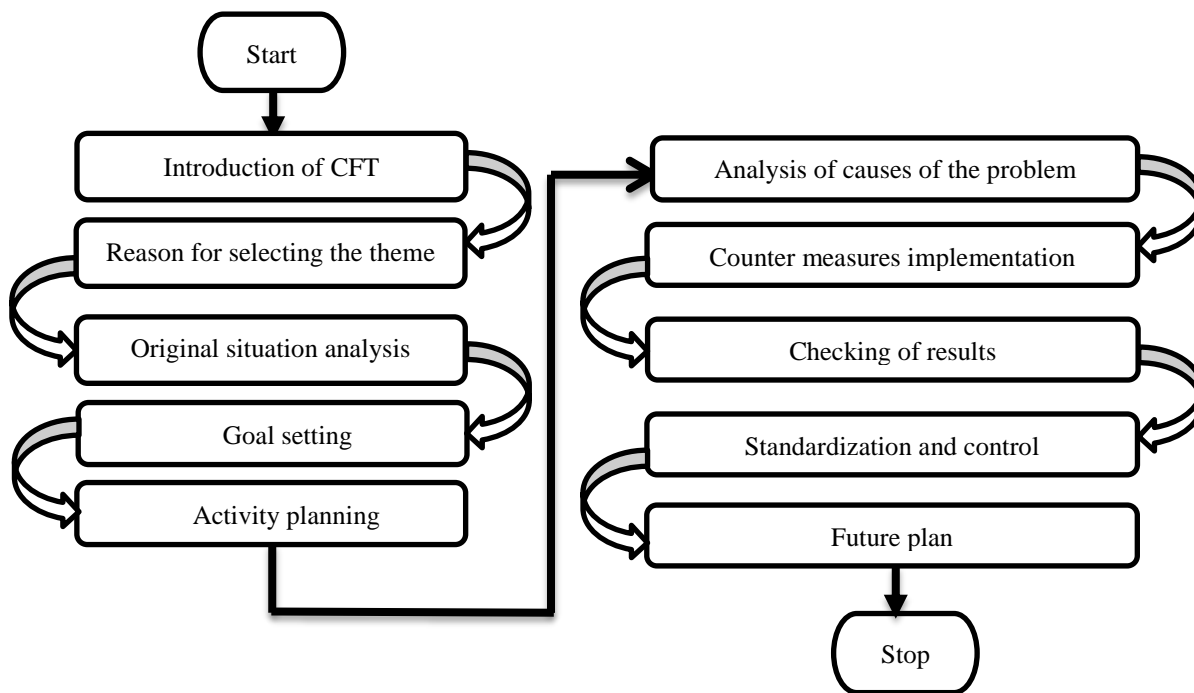 Start
Introduction of CFT
Reason for selecting the theme
Original situation analysis
Goal setting
Activity planning
Analysis of causes of the problem
Counter measures implementation
Checking of results
Standardization and control
Future plan
Stop